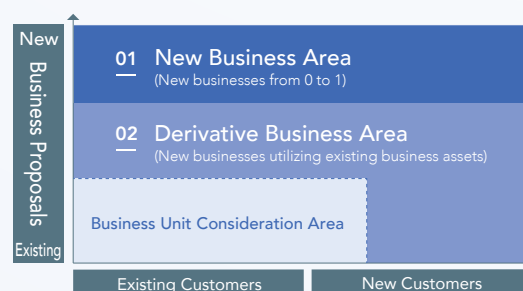 New
Business Proposals
Existing
01 New Business Area
(New businesses from 0 to 1)
02 Derivative Business Area
(New businesses utilizing existing business assets)
Business Unit Consideration Area
Existing Customers
New Customers